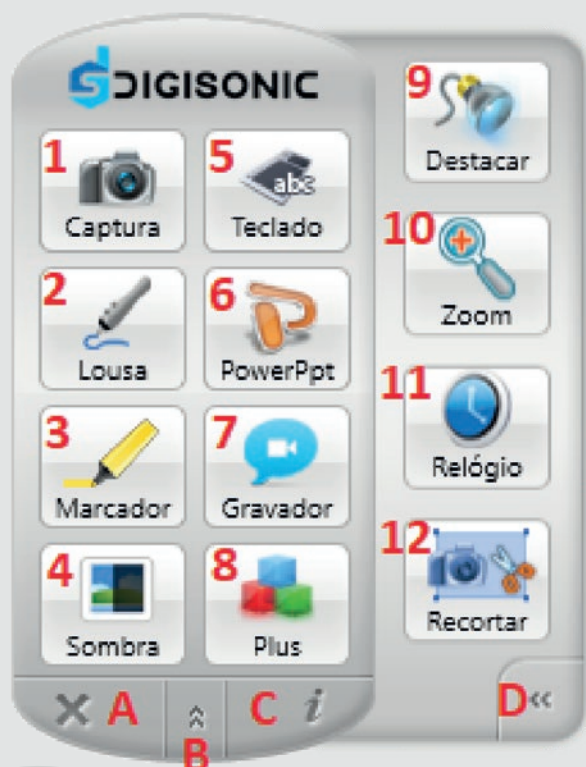 DIGISONIC
1
Captura
5
Teclado
abc
2
Lousa
6
PowerPpt
3
Marcador
7
Gravador
4
Sombra
8
Plus
A
B
C
i
9
Destacar
10
Zoom
11
Relógio
12
Recortar
D